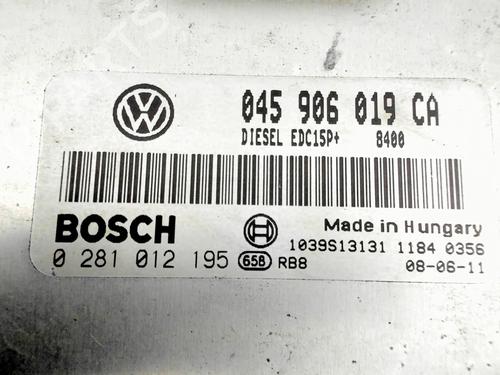 045 906 019 CA
DIESEL EDC15P+ 8400
BOSCH
Made in Hungary
1039S13131 1184 0356
0 281 012 195 658 RB8 08-06-11